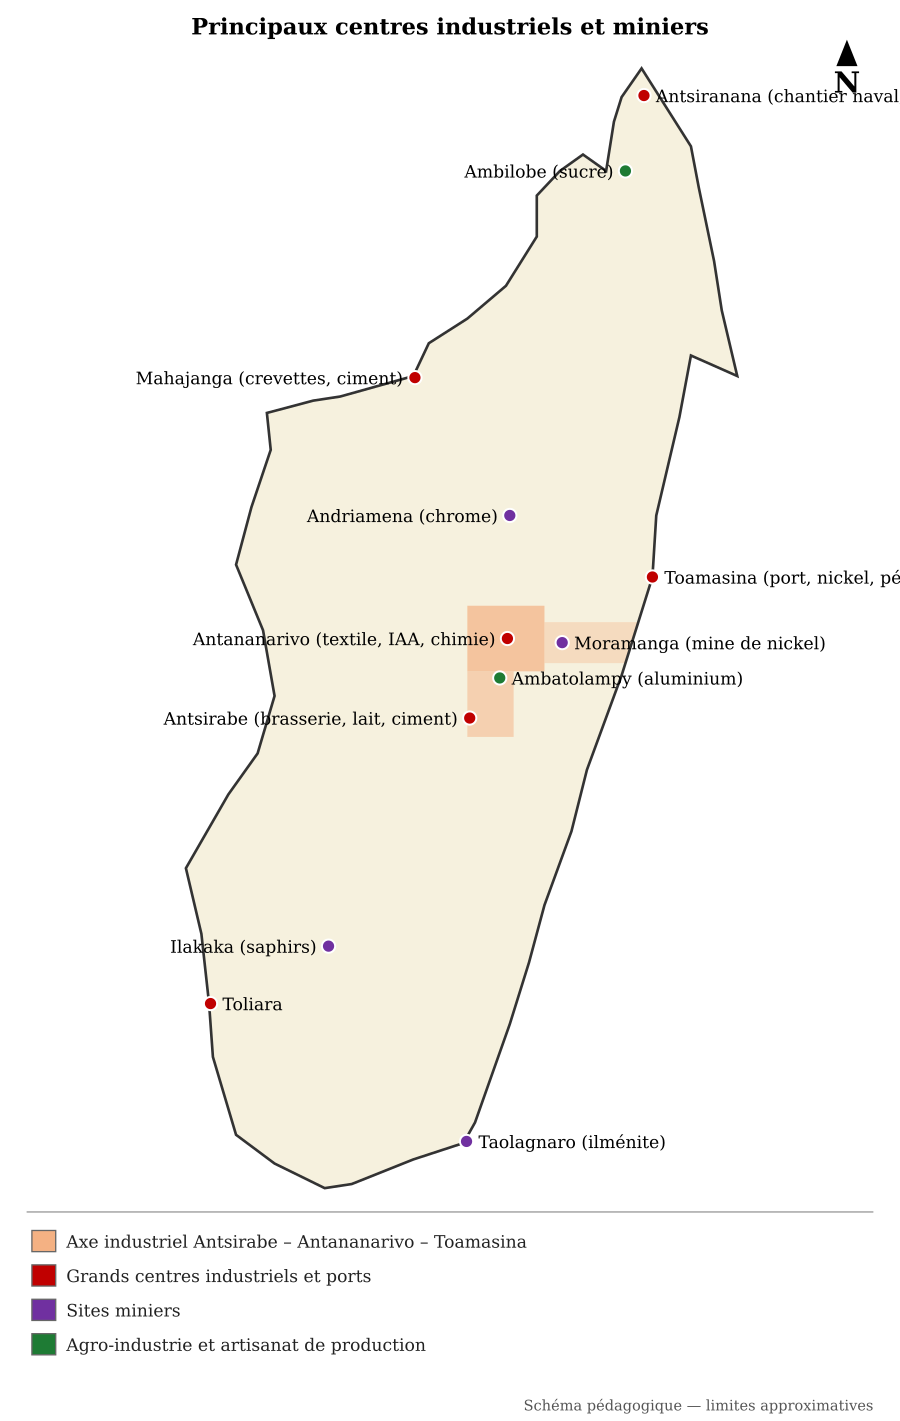 Principaux centres industriels et miniers
N
Antsiranana (chantier naval
Ambilobe (sucre)
Mahajanga (crevettes, ciment)
Andriamena (chrome)
Toamasina (port, nickel, pé
Antananarivo (textile, IAA, chimie)
Moramanga (mine de nickel)
Ambatolampy (aluminium)
Antsirabe (brasserie, lait, ciment)
Ilakaka (saphirs)
Toliara
Taolagnaro (ilménite)
Axe industriel Antsirabe – Antananarivo – Toamasina
Grands centres industriels et ports
Sites miniers
Agro-industrie et artisanat de production
Schéma pédagogique — limites approximatives